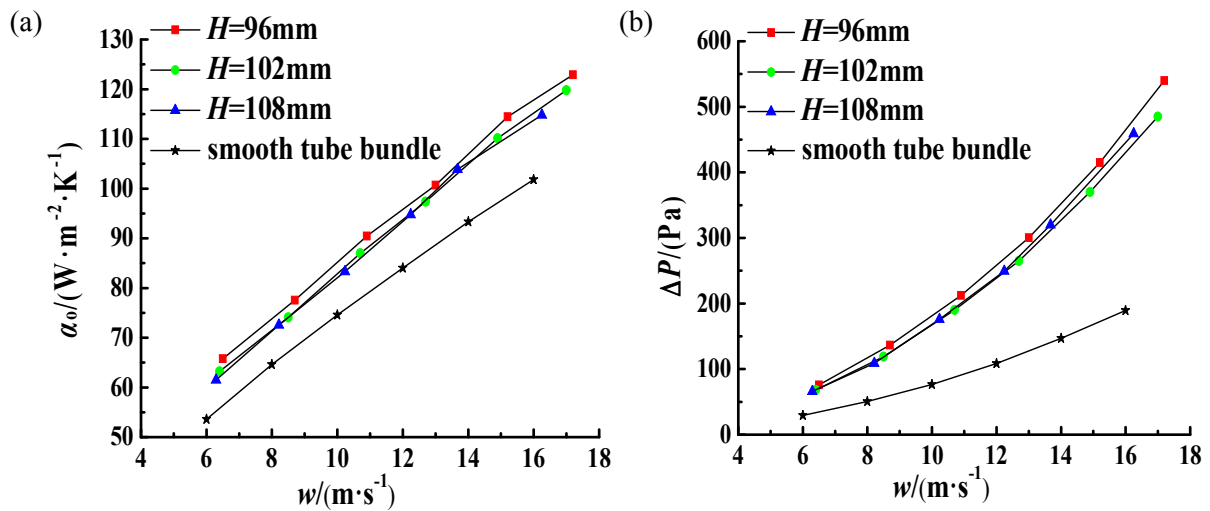 (a)
H=96mm
H=102mm
H=108mm
smooth tube bundle
130
120
110
100
90
80
70
60
50
α₀/(W·m⁻²·K⁻¹)
4 6 8 10 12 14 16 18
w/(m·s⁻¹)
(b)
H=96mm
H=102mm
H=108mm
smooth tube bundle
600
500
400
300
200
100
0
ΔP/(Pa)
4 6 8 10 12 14 16 18
w/(m·s⁻¹)